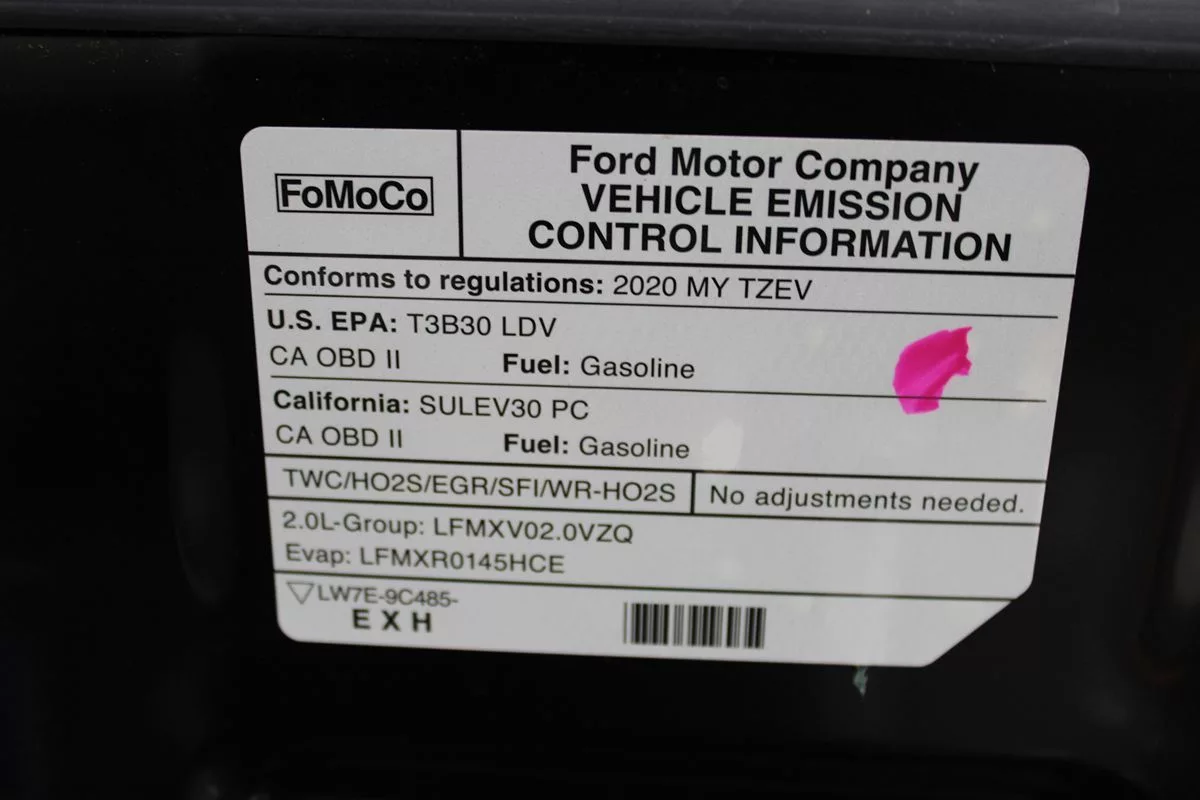 FoMoCo
Ford Motor Company
VEHICLE EMISSION
CONTROL INFORMATION
Conforms to regulations: 2020 MY TZEV
U.S. EPA: T3B30 LDV
CA OBD II Fuel: Gasoline
California: SULEV30 PC
CA OBD II Fuel: Gasoline
TWC/HO2S/EGR/SFI/WR-HO2S
No adjustments needed.
2.0L-Group: LFMXV02.0VZQ
Evap: LFMXR0145HCE
LW7E-9C485-
E X H